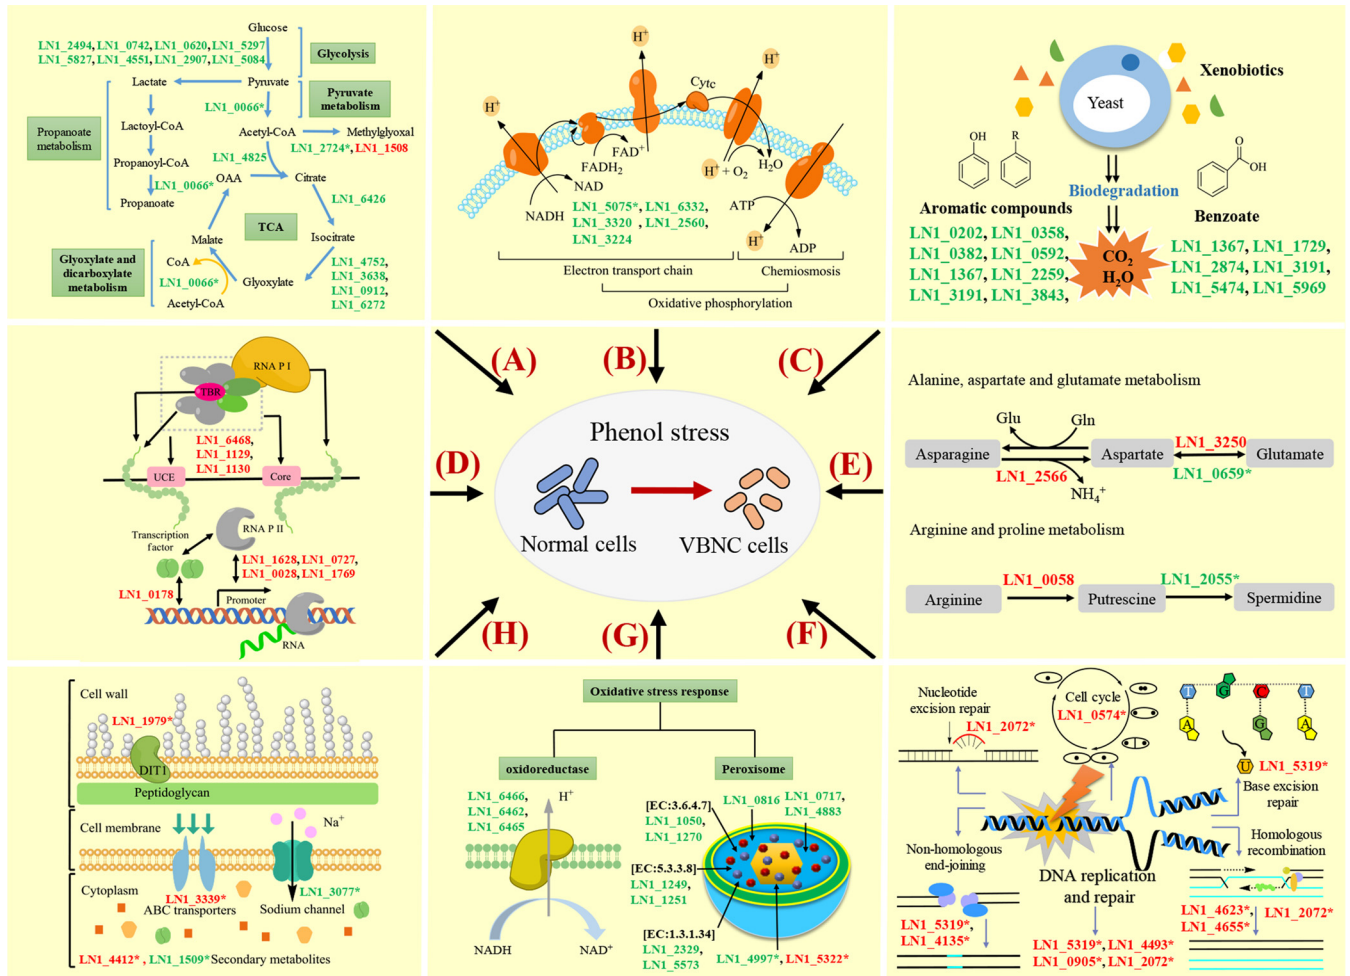 Glucose
LN1_2494, LN1_0742, LN1_0620, LN1_5297
LN1_5827, LN1_4551, LN1_2907, LN1_5084
Glycolysis
Lactate
Pyruvate
Pyruvate
metabolism
LN1_0066*
Propanoate
metabolism
Lactoyl-CoA
Acetyl-CoA
Methylglyoxal
LN1_2724*, LN1_1508
Propanoyl-CoA
LN1_4825
LN1_0066*
OAA
Citrate
Propanoate
LN1_6426
TCA
Malate
Isocitrate
Glyoxylate and
dicarboxylate
metabolism
CoA
LN1_0066*
Acetyl-CoA
Glyoxylate
LN1_4752,
LN1_3638,
LN1_0912,
LN1_6272
H+
H+
H+
H+
Cytc
FAD+
FADH2
NAD
NADH
H+ + O2
H2O
ATP
ADP
H+
LN1_5075*, LN1_6332,
LN1_3320 , LN1_2560,
LN1_3224
Electron transport chain
Chemiosmosis
Oxidative phosphorylation
Xenobiotics
Yeast
OH
R
O
OH
Biodegradation
Aromatic compounds
Benzoate
LN1_0202, LN1_0358,
LN1_0382, LN1_0592,
LN1_1367, LN1_2259,
LN1_3191, LN1_3843,
CO2
H2O
LN1_1367, LN1_1729,
LN1_2874, LN1_3191,
LN1_5474, LN1_5969
RNA P I
TBR
LN1_6468,
LN1_1129,
LN1_1130
UCE
Core
Transcription
factor
RNA P II
LN1_1628, LN1_0727,
LN1_0028, LN1_1769
LN1_0178
Promoter
RNA
(A)
(B)
(C)
(D)
(E)
(H)
(G)
(F)
Phenol stress
Normal cells
VBNC cells
Alanine, aspartate and glutamate metabolism
Glu
Gln
Asparagine
Aspartate
Glutamate
LN1_3250
LN1_2566
LN1_0659*
NH4+
Arginine and proline metabolism
LN1_0058
LN1_2055*
Arginine
Putrescine
Spermidine
Cell wall
LN1_1979*
DIT1
Peptidoglycan
Cell membrane
Na+
Cytoplasm
LN1_3339*
ABC transporters
LN1_3077*
Sodium channel
LN1_4412* , LN1_1509* Secondary metabolites
Oxidative stress response
oxidoreductase
Peroxisome
LN1_6466,
LN1_6462,
LN1_6465
H+
NADH
NAD+
[EC:3.6.4.7]
LN1_1050,
LN1_1270
LN1_0816
LN1_0717,
LN1_4883
[EC:5.3.3.8]
LN1_1249,
LN1_1251
[EC:1.3.1.34]
LN1_2329,
LN1_5573
LN1_4997*, LN1_5322*
Nucleotide
excision repair
LN1_2072*
Cell cycle
LN1_0574*
T
G
C
T
A
G
A
U
LN1_5319*
Base excision
repair
Non-homologous
end-joining
Homologous
recombination
DNA replication
and repair
LN1_5319*,
LN1_4135*
LN1_5319*, LN1_4493*
LN1_0905*, LN1_2072*
LN1_4623*,
LN1_4655*
LN1_2072*